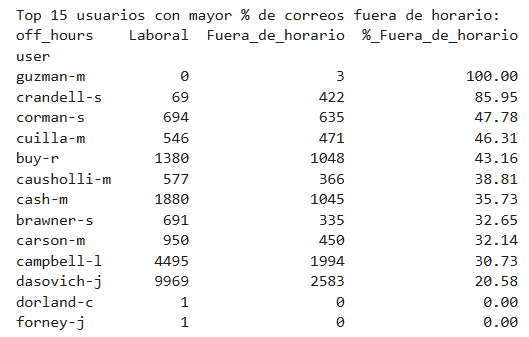 Top 15 usuarios con mayor % de correos fuera de horario:
off_hours Laboral Fuera_de_horario %_Fuera_de_horario
user
guzman-m 0 3 100.00
crandell-s 69 422 85.95
corman-s 694 635 47.78
cuilla-m 546 471 46.31
buy-r 1380 1048 43.16
causholli-m 577 366 38.81
cash-m 1880 1045 35.73
brawner-s 691 335 32.65
carson-m 950 450 32.14
campbell-l 4495 1994 30.73
dasovich-j 9969 2583 20.58
dorland-c 1 0 0.00
forney-j 1 0 0.00